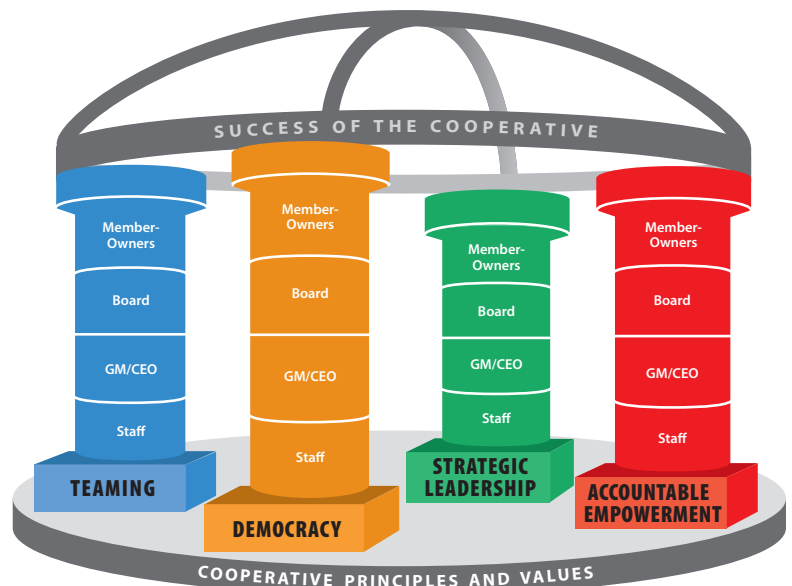 SUCCESS OF THE COOPERATIVE
Member-
Owners
Board
GM/CEO
Staff
TEAMING
Member-
Owners
Board
GM/CEO
Staff
DEMOCRACY
Member-
Owners
Board
GM/CEO
Staff
STRATEGIC
LEADERSHIP
Member-
Owners
Board
GM/CEO
Staff
ACCOUNTABLE
EMPOWERMENT
COOPERATIVE PRINCIPLES AND VALUES